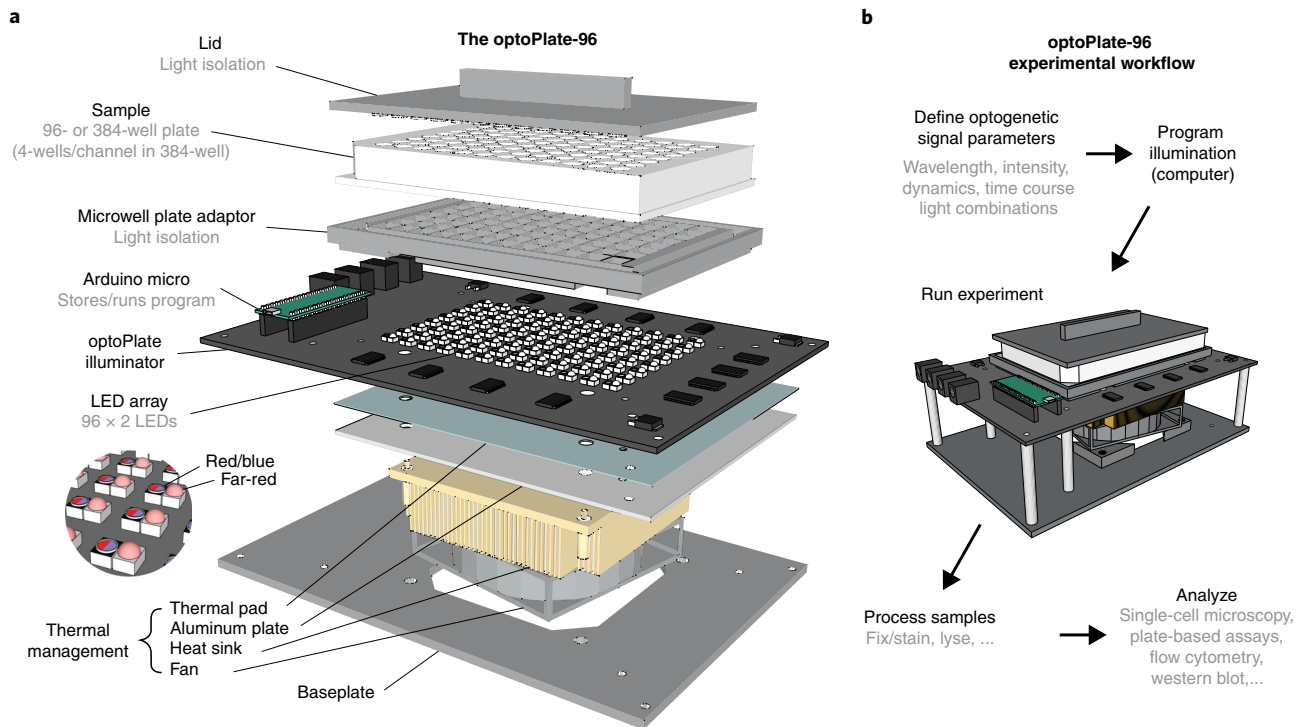 a
The optoPlate-96
Lid
Light isolation
Sample
96- or 384-well plate
(4-wells/channel in 384-well)
Microwell plate adaptor
Light isolation
Arduino micro
Stores/runs program
optoPlate
illuminator
LED array
96 × 2 LEDs
Red/blue
Far-red
Thermal
management
Thermal pad
Aluminum plate
Heat sink
Fan
Baseplate
b
optoPlate-96
experimental workflow
Define optogenetic
signal parameters
Wavelength, intensity,
dynamics, time course
light combinations
Program
illumination
(computer)
Run experiment
Process samples
Fix/stain, lyse, ...
Analyze
Single-cell microscopy,
plate-based assays,
flow cytometry,
western blot,...